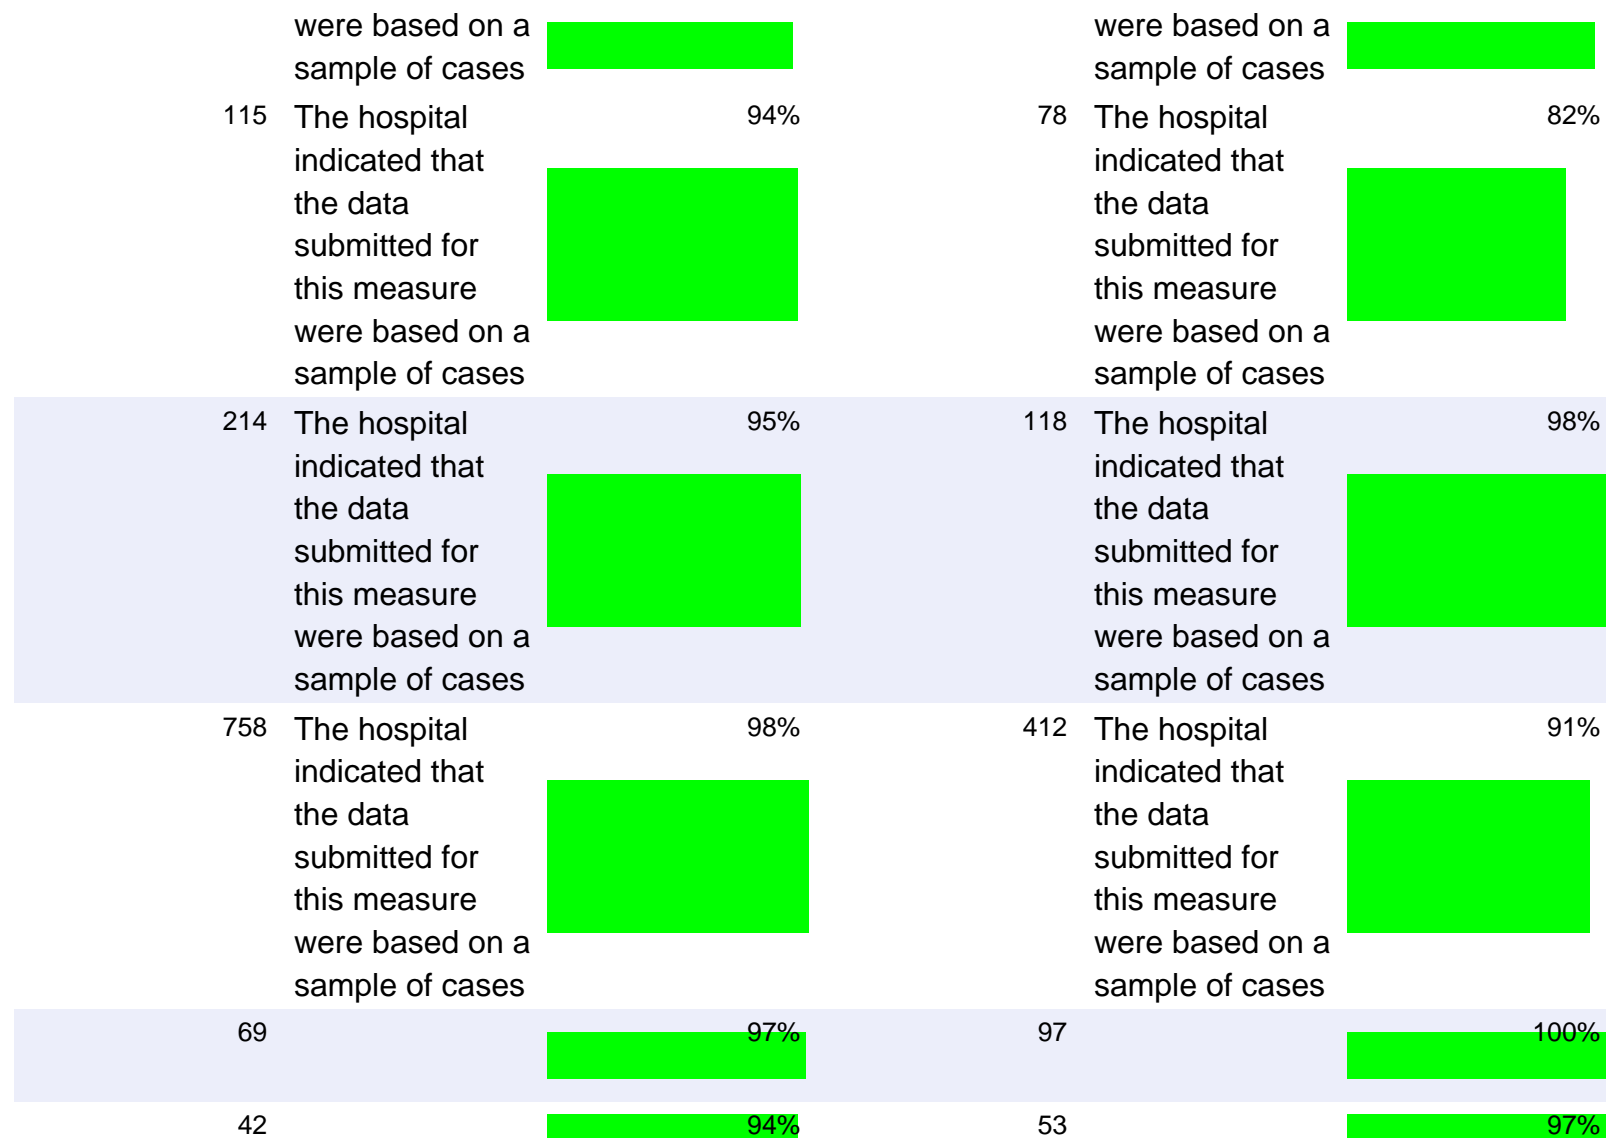 were based on a were based on a
sample of cases sample of cases
115 The hospital 94% 78 The hospital 82%
indicated that indicated that
the data the data
submitted for submitted for
this measure this measure
were based on a were based on a
sample of cases sample of cases
214 The hospital 95% 118 The hospital 98%
indicated that indicated that
the data the data
submitted for submitted for
this measure this measure
were based on a were based on a
sample of cases sample of cases
758 The hospital 98% 412 The hospital 91%
indicated that indicated that
the data the data
submitted for submitted for
this measure this measure
were based on a were based on a
sample of cases sample of cases
69 97% 97 100%
42 94% 53 97%